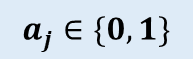 a_j ∈ {0, 1}